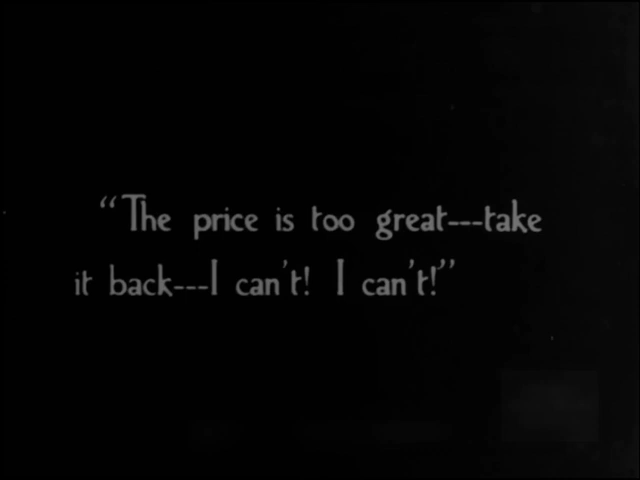 “The price is too great---take
it back---I can't! I can't!”